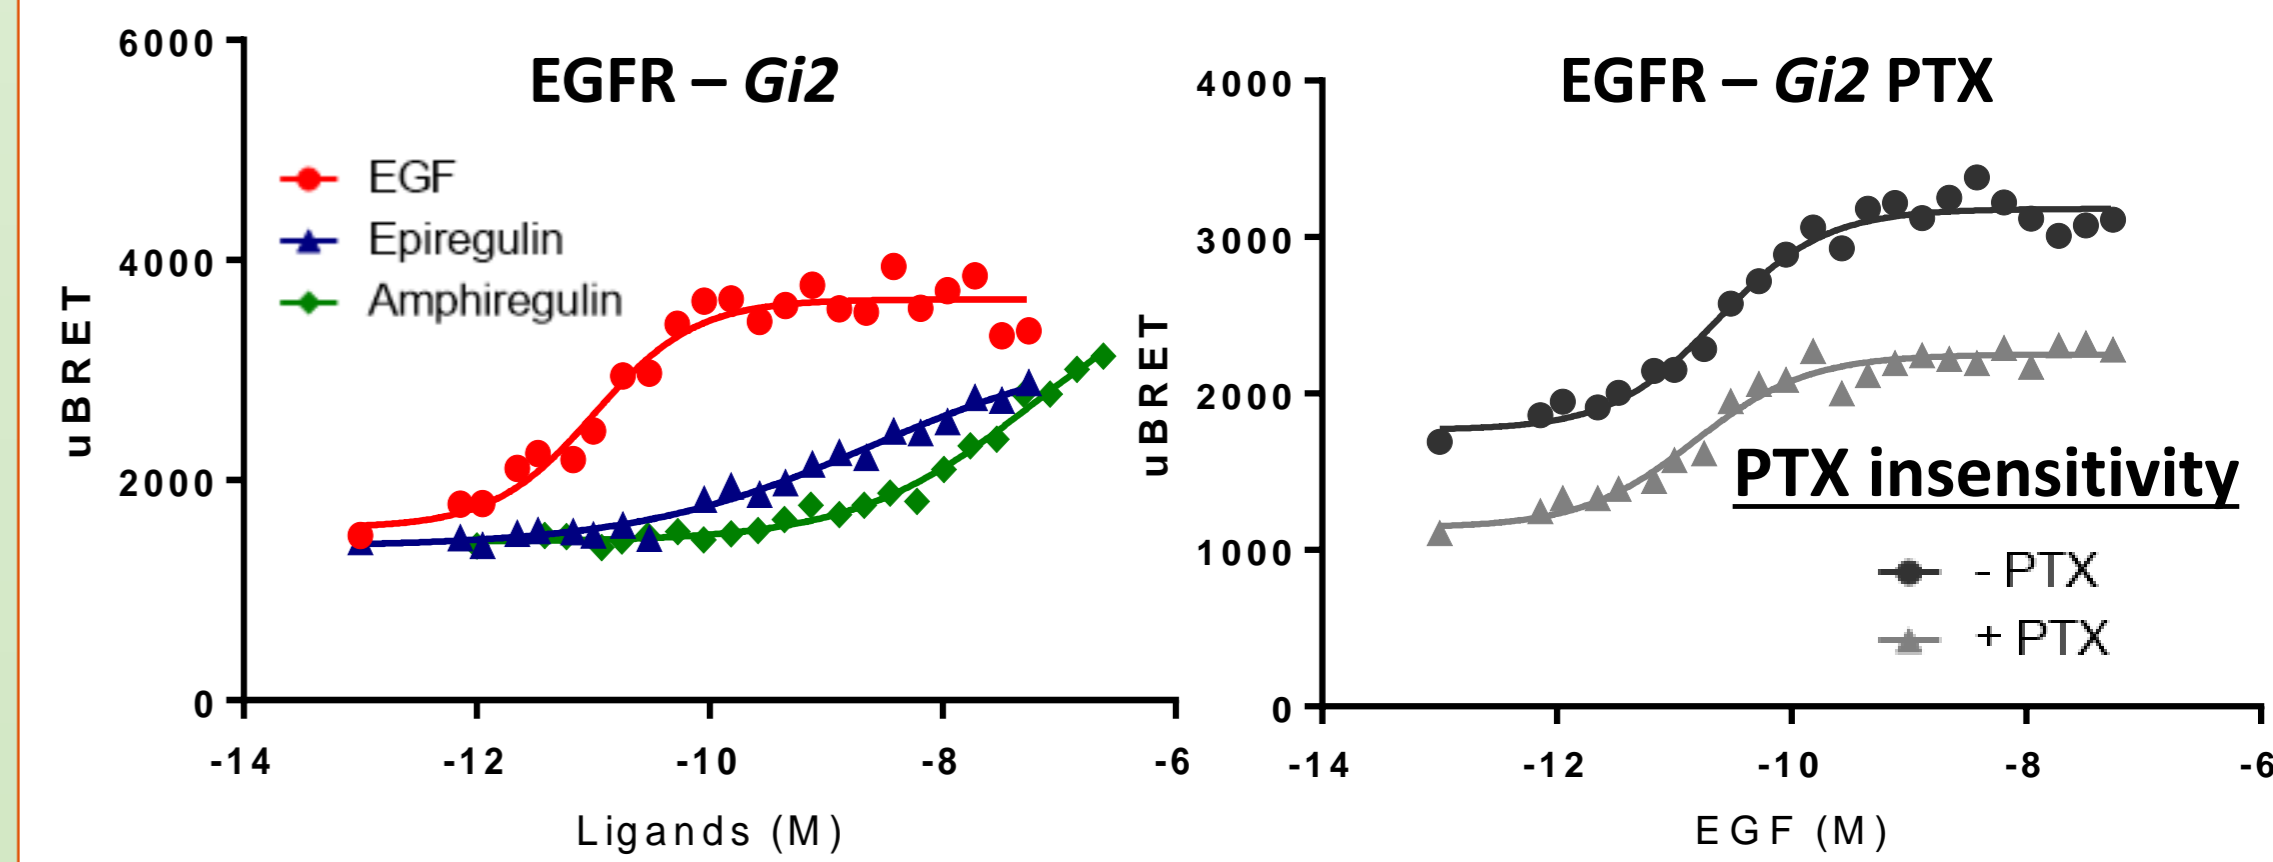 EGFR – Gi2
6000
4000
2000
0
uBRET
EGF
Epiregulin
Amphiregulin
-14 -12 -10 -8 -6
Ligands (M)
EGFR – Gi2 PTX
4000
3000
2000
1000
0
uBRET
PTX insensitivity
- PTX
+ PTX
-14 -12 -10 -8 -6
EGF (M)